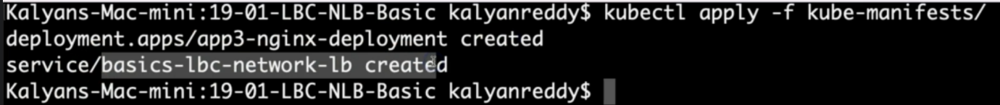 Kalyans-Mac-mini:19-01-LBC-NLB-Basic kalyanreddy$ kubectl apply -f kube-manifests/
deployment.apps/app3-nginx-deployment created
service/basics-lbc-network-lb created
Kalyans-Mac-mini:19-01-LBC-NLB-Basic kalyanreddy$